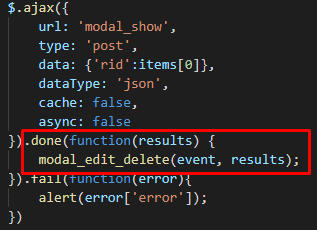 $.ajax({
    url: 'modal_show',
    type: 'post',
    data: {'rid':items[0]},
    dataType: 'json',
    cache: false,
    async: false
}).done(function(results) {
    modal_edit_delete(event, results);
}).fail(function(error){
    alert(error['error']);
})